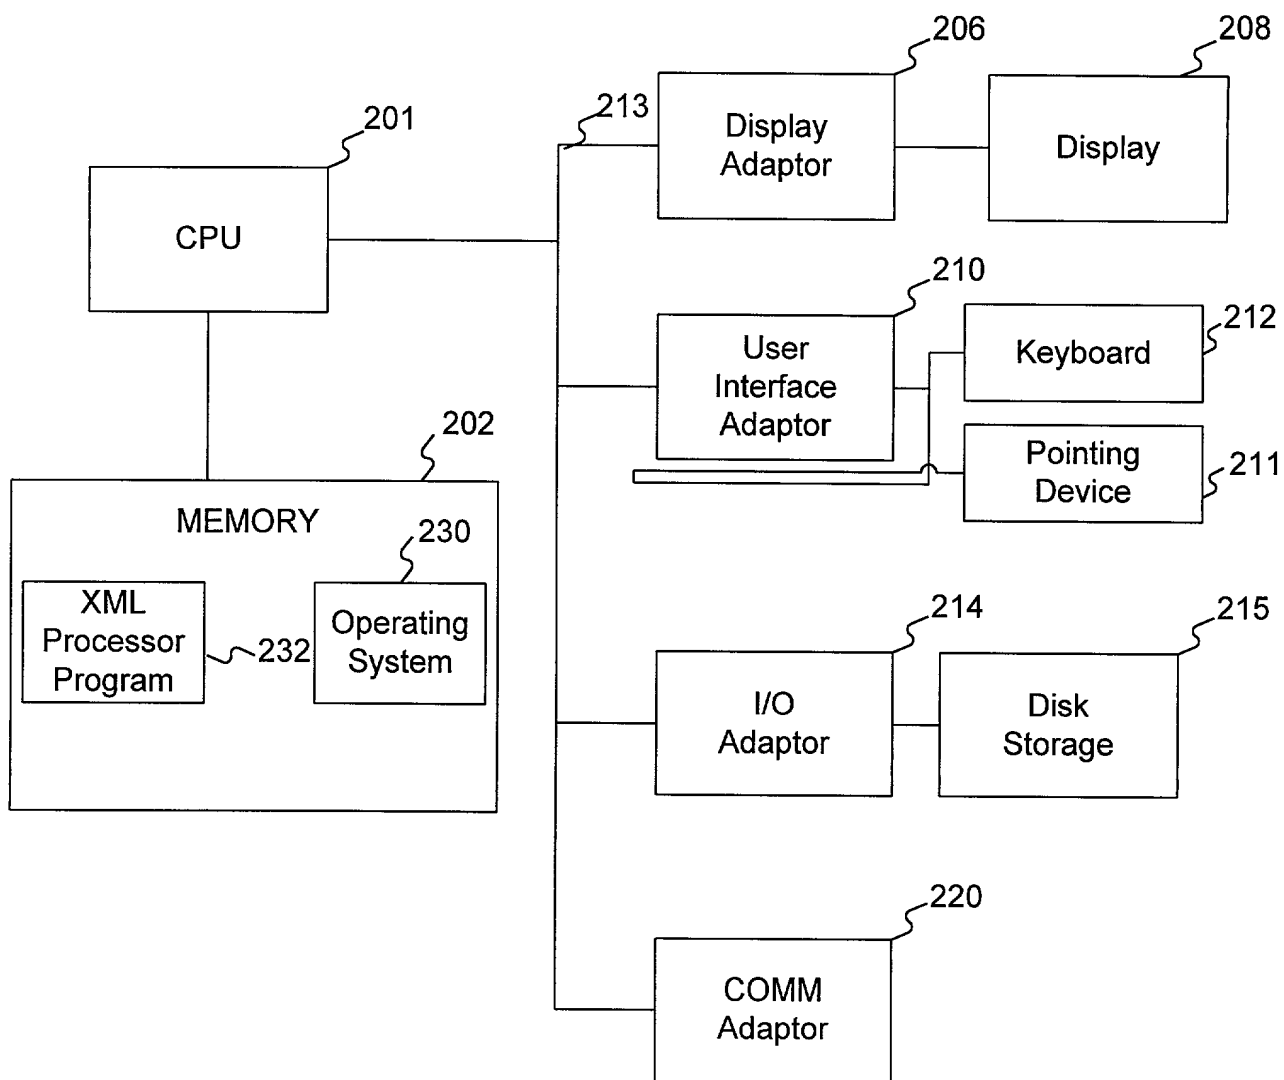 206
208
213
Display
Adaptor
Display
201
CPU
210
User
Interface
Adaptor
Keyboard
212
Pointing
Device
211
202
MEMORY
230
XML
Processor
Program
232
Operating
System
214
215
I/O
Adaptor
Disk
Storage
220
COMM
Adaptor